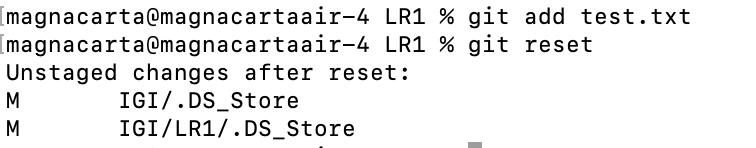 magnacarta@magnacartaair-4 LR1 % git add test.txt
magnacarta@magnacartaair-4 LR1 % git reset
Unstaged changes after reset:
M IGI/.DS_Store
M IGI/LR1/.DS_Store